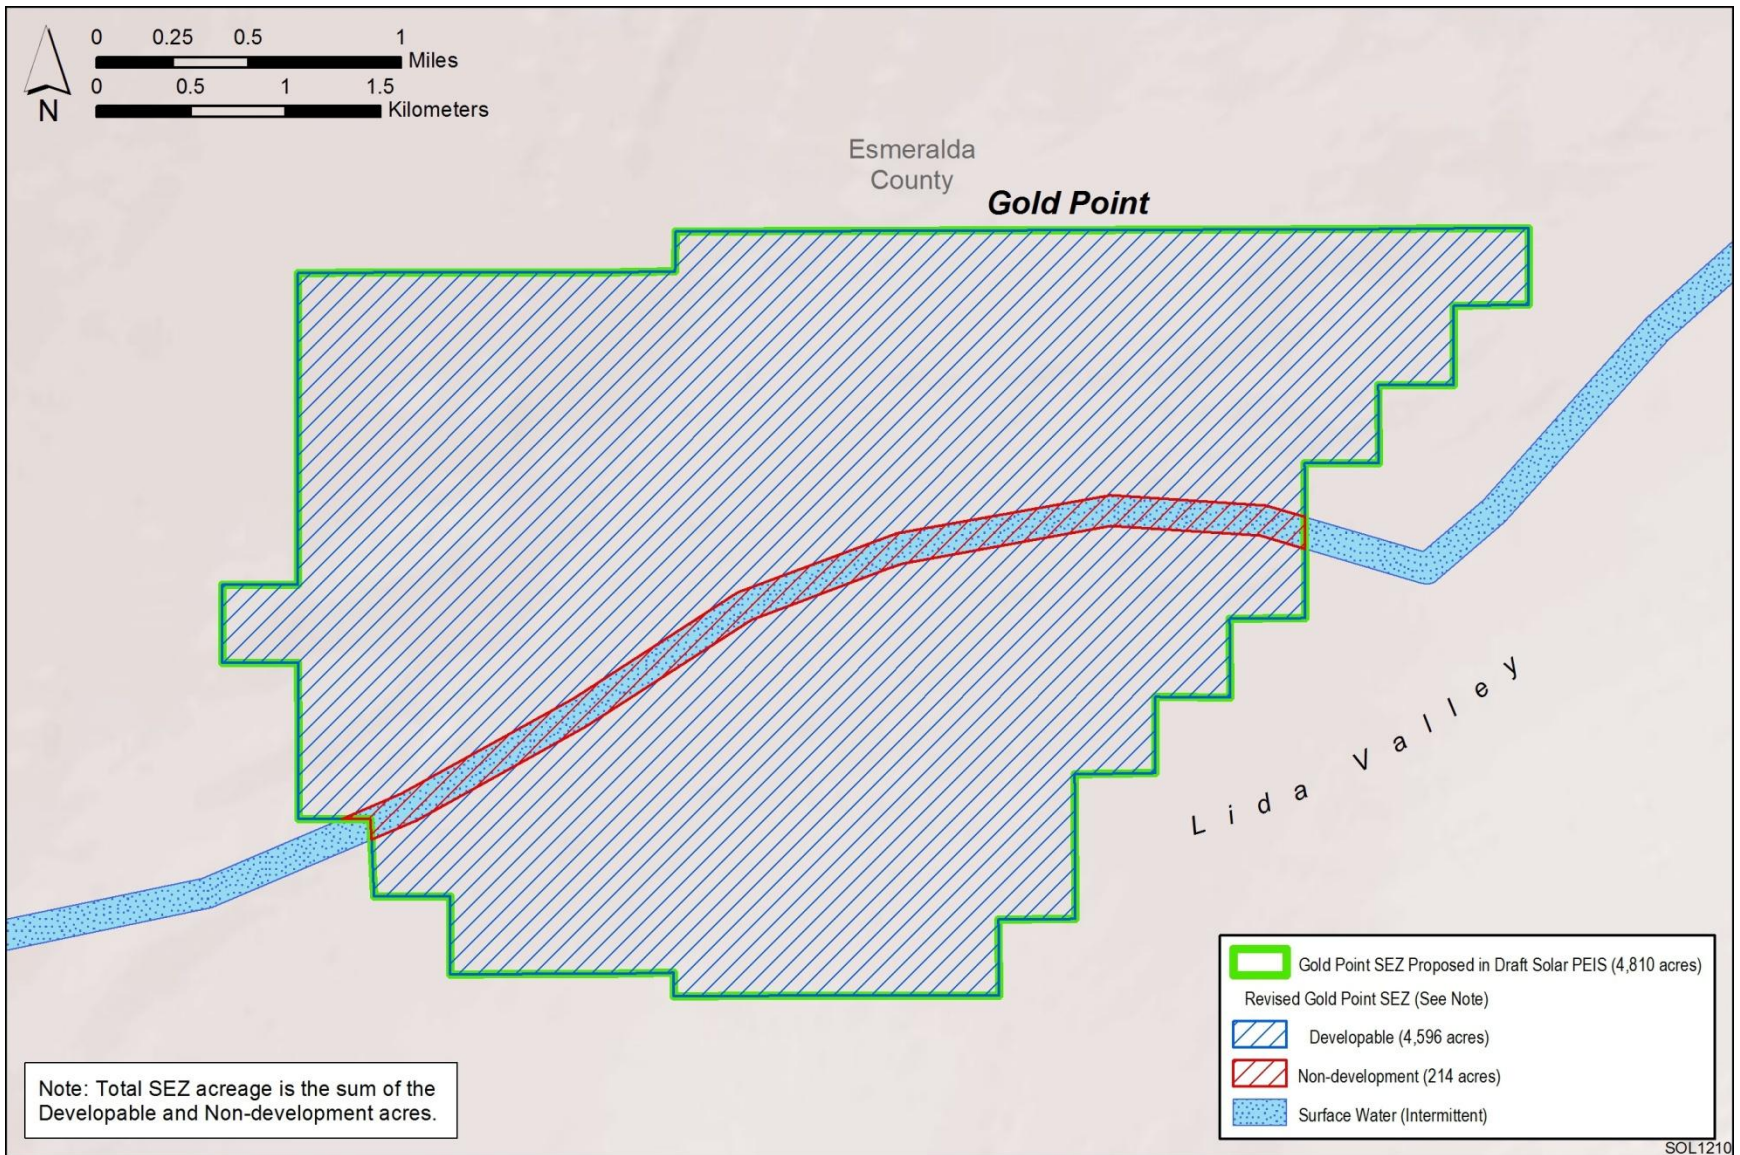 0 0.25 0.5 1
Miles
0 0.5 1 1.5
Kilometers
N
Esmeralda
County
Gold Point
Lida Valley
Gold Point SEZ Proposed in Draft Solar PEIS (4,810 acres)
Revised Gold Point SEZ (See Note)
Developable (4,596 acres)
Non-development (214 acres)
Surface Water (Intermittent)
Note: Total SEZ acreage is the sum of the
Developable and Non-development acres.
SOL1210